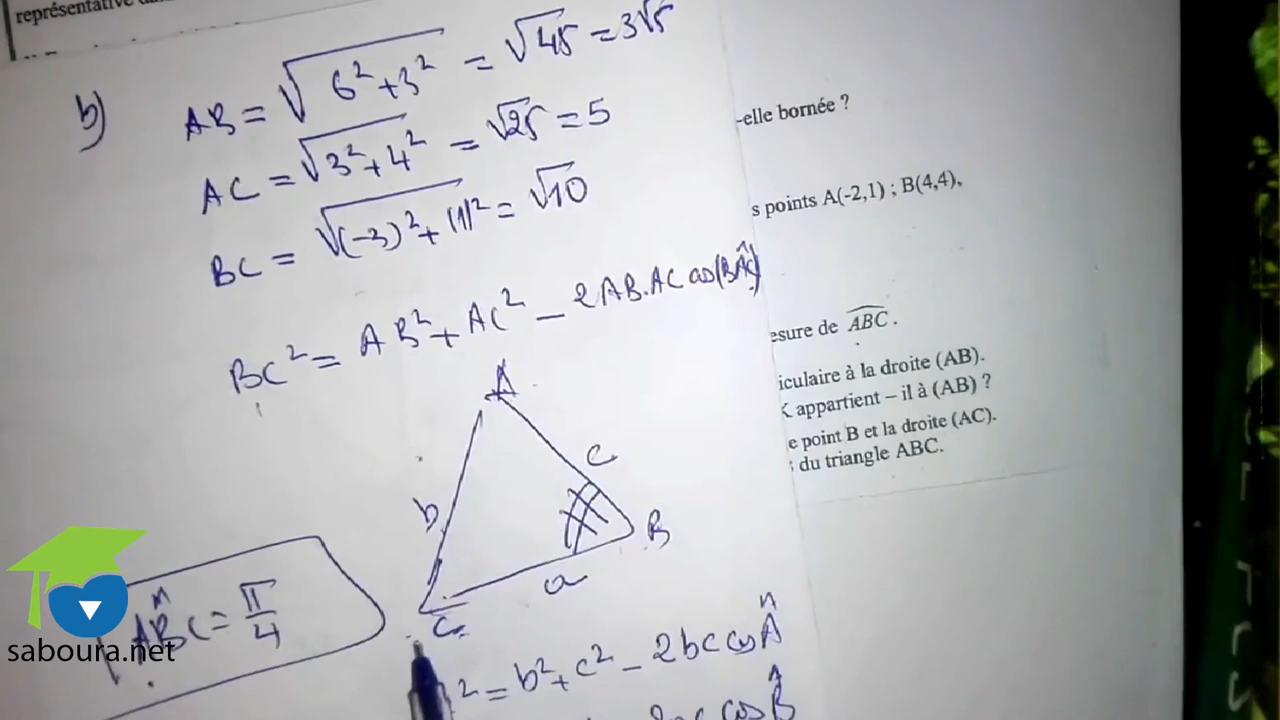 représentative
b) AB = √6²+3² = √45 = 3√5
AC = √3²+4² = √25 = 5
BC = √(-3)²+(1)² = √10
BC² = AB² + AC² - 2AB.AC cos(BÂC)
A
c
b
B
a
C
AB̂C = π/4
² = b²+c² - 2bc cos Â
cos B̂
-elle bornée ?
s points A(-2,1) ; B(4,4),
esure de ABC .
iculaire à la droite (AB).
K appartient – il à (AB) ?
e point B et la droite (AC).
du triangle ABC.
saboura.net